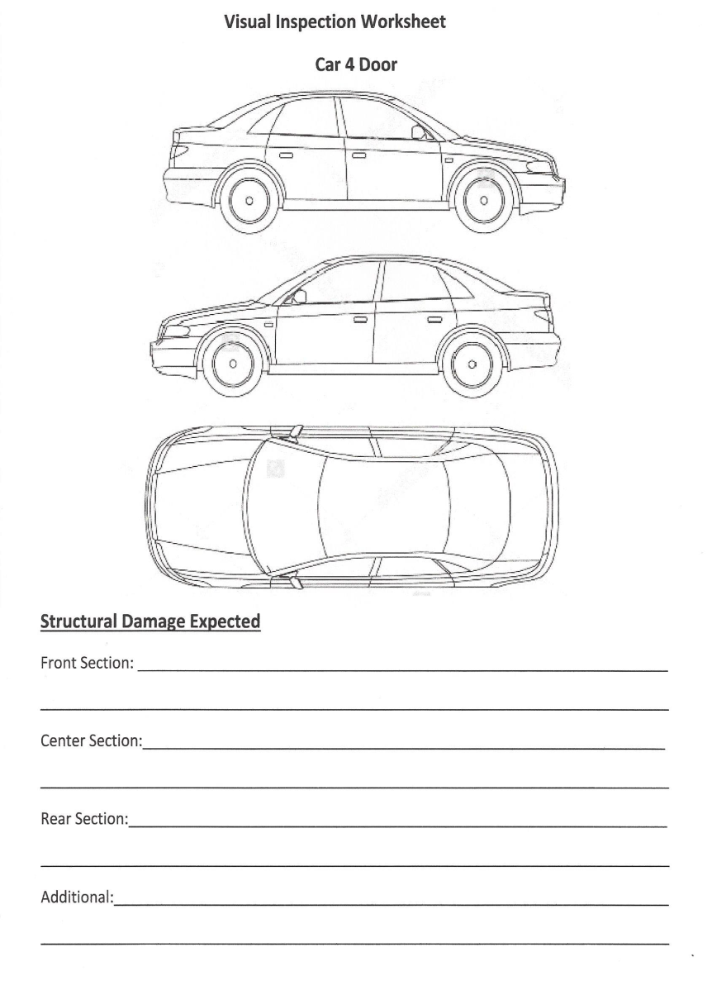 Visual Inspection Worksheet
Car 4 Door
Structural Damage Expected
Front Section:
Center Section:
Rear Section:
Additional: